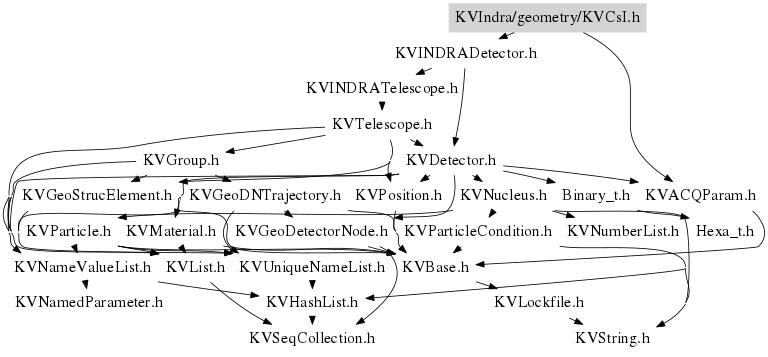 KVIndra/geometry/KVCsI.h
KVINDRADetector.h
KVINDRATelescope.h
KVTelescope.h
KVGroup.h
KVDetector.h
KVGeoStrucElement.h
KVGeoDNTrajectory.h
KVPosition.h
KVNucleus.h
Binary_t.h
KVACQParam.h
KVParticle.h
KVMaterial.h
KVGeoDetectorNode.h
KVParticleCondition.h
KVNumberList.h
Hexa_t.h
KVNameValueList.h
KVList.h
KVUniqueNameList.h
KVBase.h
KVNamedParameter.h
KVHashList.h
KVLockfile.h
KVSeqCollection.h
KVString.h